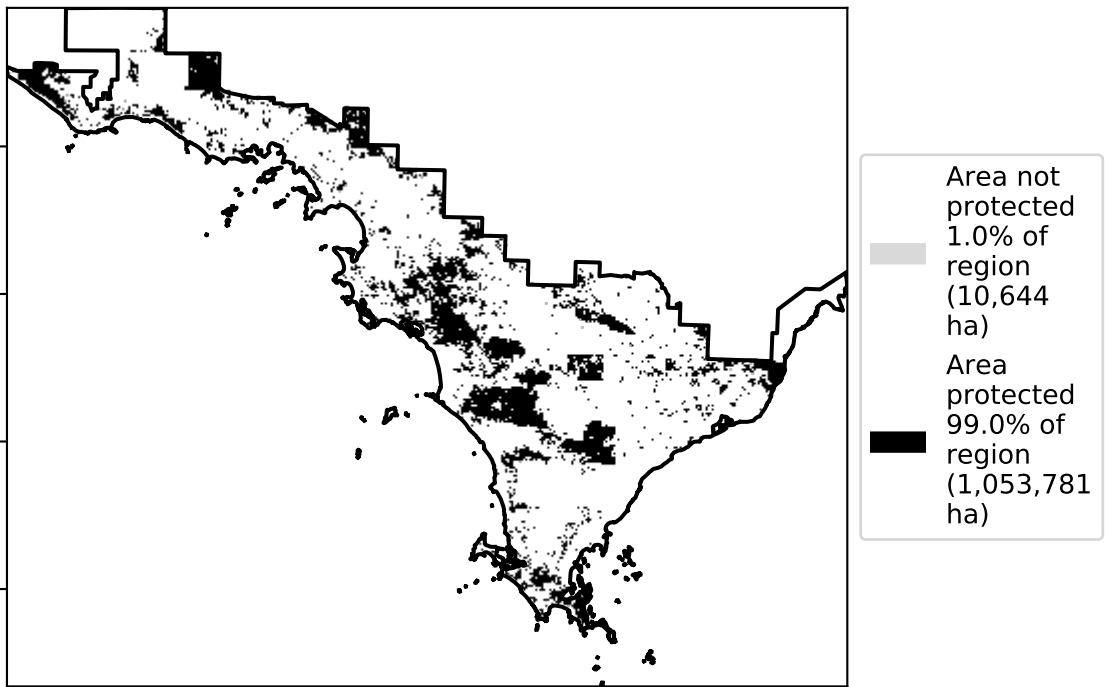 Area not
protected
1.0% of
region
(10,644
ha)
Area
protected
99.0% of
region
(1,053,781
ha)